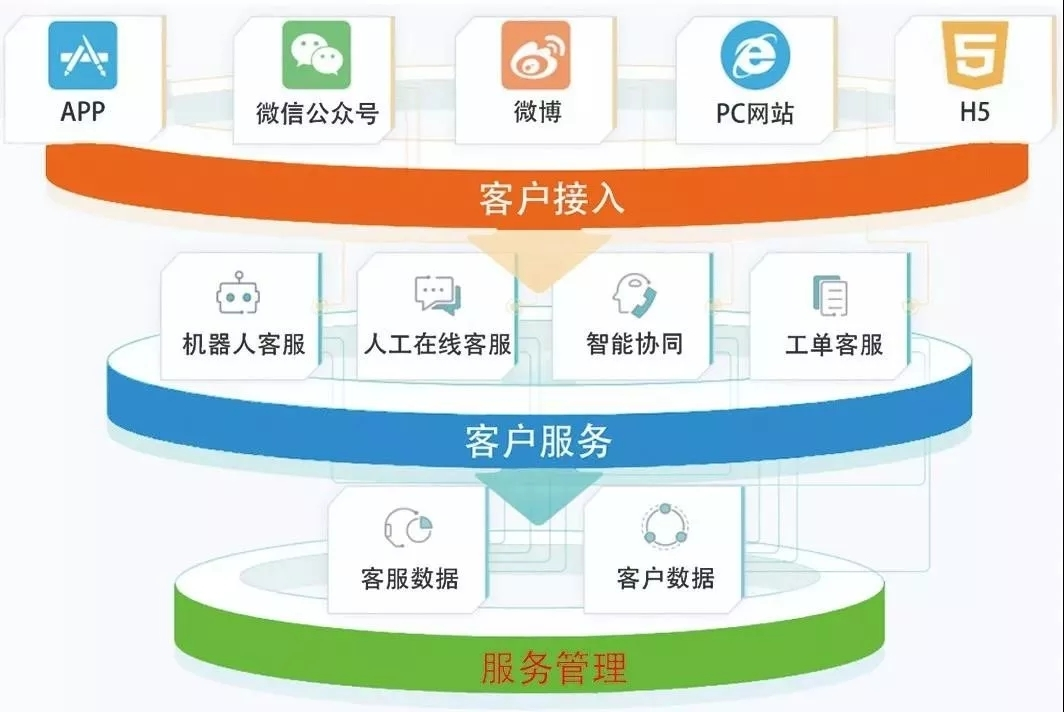 APP
微信公众号
微博
PC网站
H5
客户接入
机器人客服
人工在线客服
智能协同
工单客服
客户服务
客服数据
客户数据
服务管理